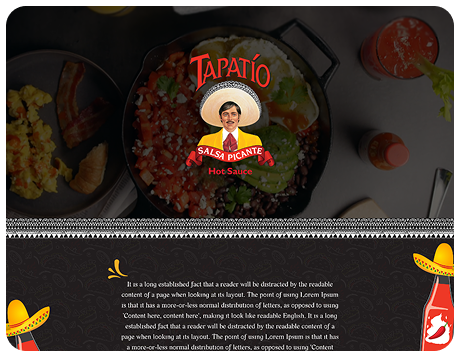 TAPATÍO
SALSA PICANTE
Hot Sauce
It is a long established fact that a reader will be distracted by the readable
content of a page when looking at its layout. The point of using Lorem Ipsum
is that it has a more-or-less normal distribution of letters, as opposed to using
'Content here, content here', making it look like readable English. It is a long
established fact that a reader will be distracted by the readable content of a
page when looking at its layout. The point of using Lorem Ipsum is that it has
a more-or-less normal distribution of letters, as opposed to using 'Content